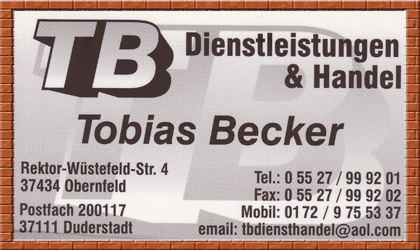 TB Dienstleistungen
& Handel
Tobias Becker
Rektor-Wüstefeld-Str. 4
37434 Obernfeld
Postfach 200117
37111 Duderstadt
Tel.: 0 55 27 / 99 92 01
Fax: 0 55 27 / 99 92 02
Mobil: 01 72 / 9 75 53 37
email: tbdiensthandel@aol.com